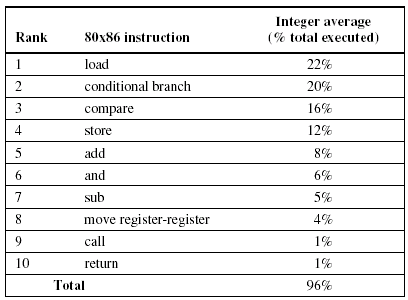 Rank 80x86 instruction Integer average (% total executed)
1 load 22%
2 conditional branch 20%
3 compare 16%
4 store 12%
5 add 8%
6 and 6%
7 sub 5%
8 move register-register 4%
9 call 1%
10 return 1%
Total 96%